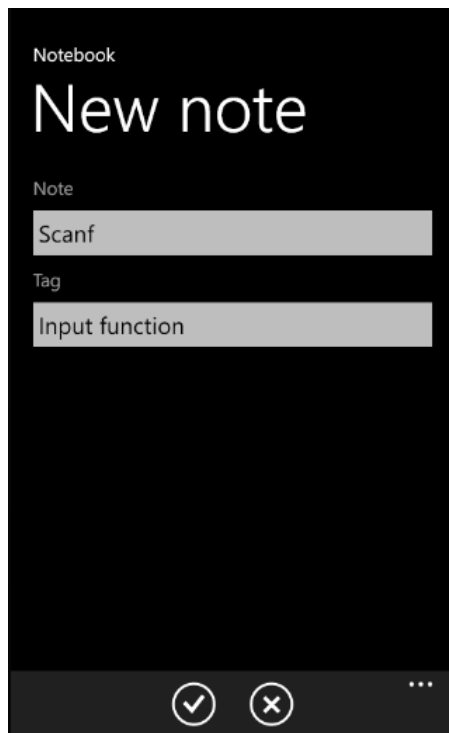 Notebook
New note
Note
Scanf
Tag
Input function